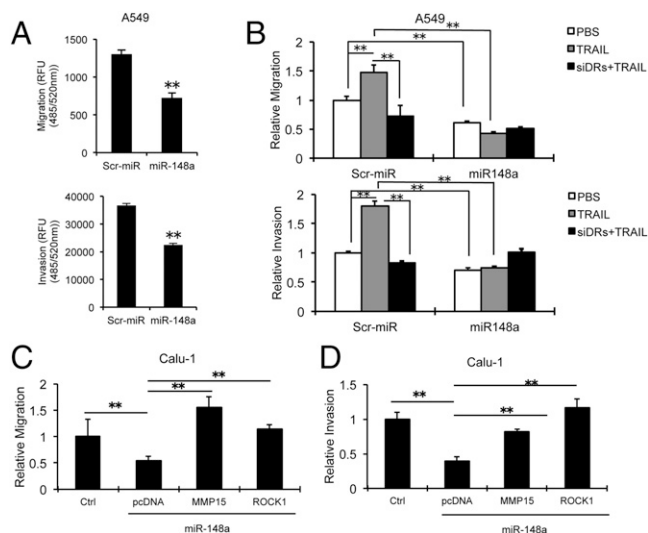 A
A549
Migration (RFU
(485/520nm))
1500
1000
500
0
**
Scr-miR
miR-148a
Invasion (RFU
(485/520nm))
40000
30000
20000
10000
0
**
Scr-miR
miR-148a
B
A549
Relative Migration
2
1.5
1
0.5
0
**
**
**
**
Scr-miR
miR148a
PBS
TRAIL
siDRs+TRAIL
Relative Invasion
2
1.5
1
0.5
0
**
**
**
**
Scr-miR
miR148a
PBS
TRAIL
siDRs+TRAIL
C
Calu-1
Relative Migration
2
1.5
1
0.5
0
**
**
**
Ctrl
pcDNA
MMP15
ROCK1
miR-148a
D
Calu-1
Relative Invasion
1.5
1
0.5
0
**
**
**
Ctrl
pcDNA
MMP15
ROCK1
miR-148a